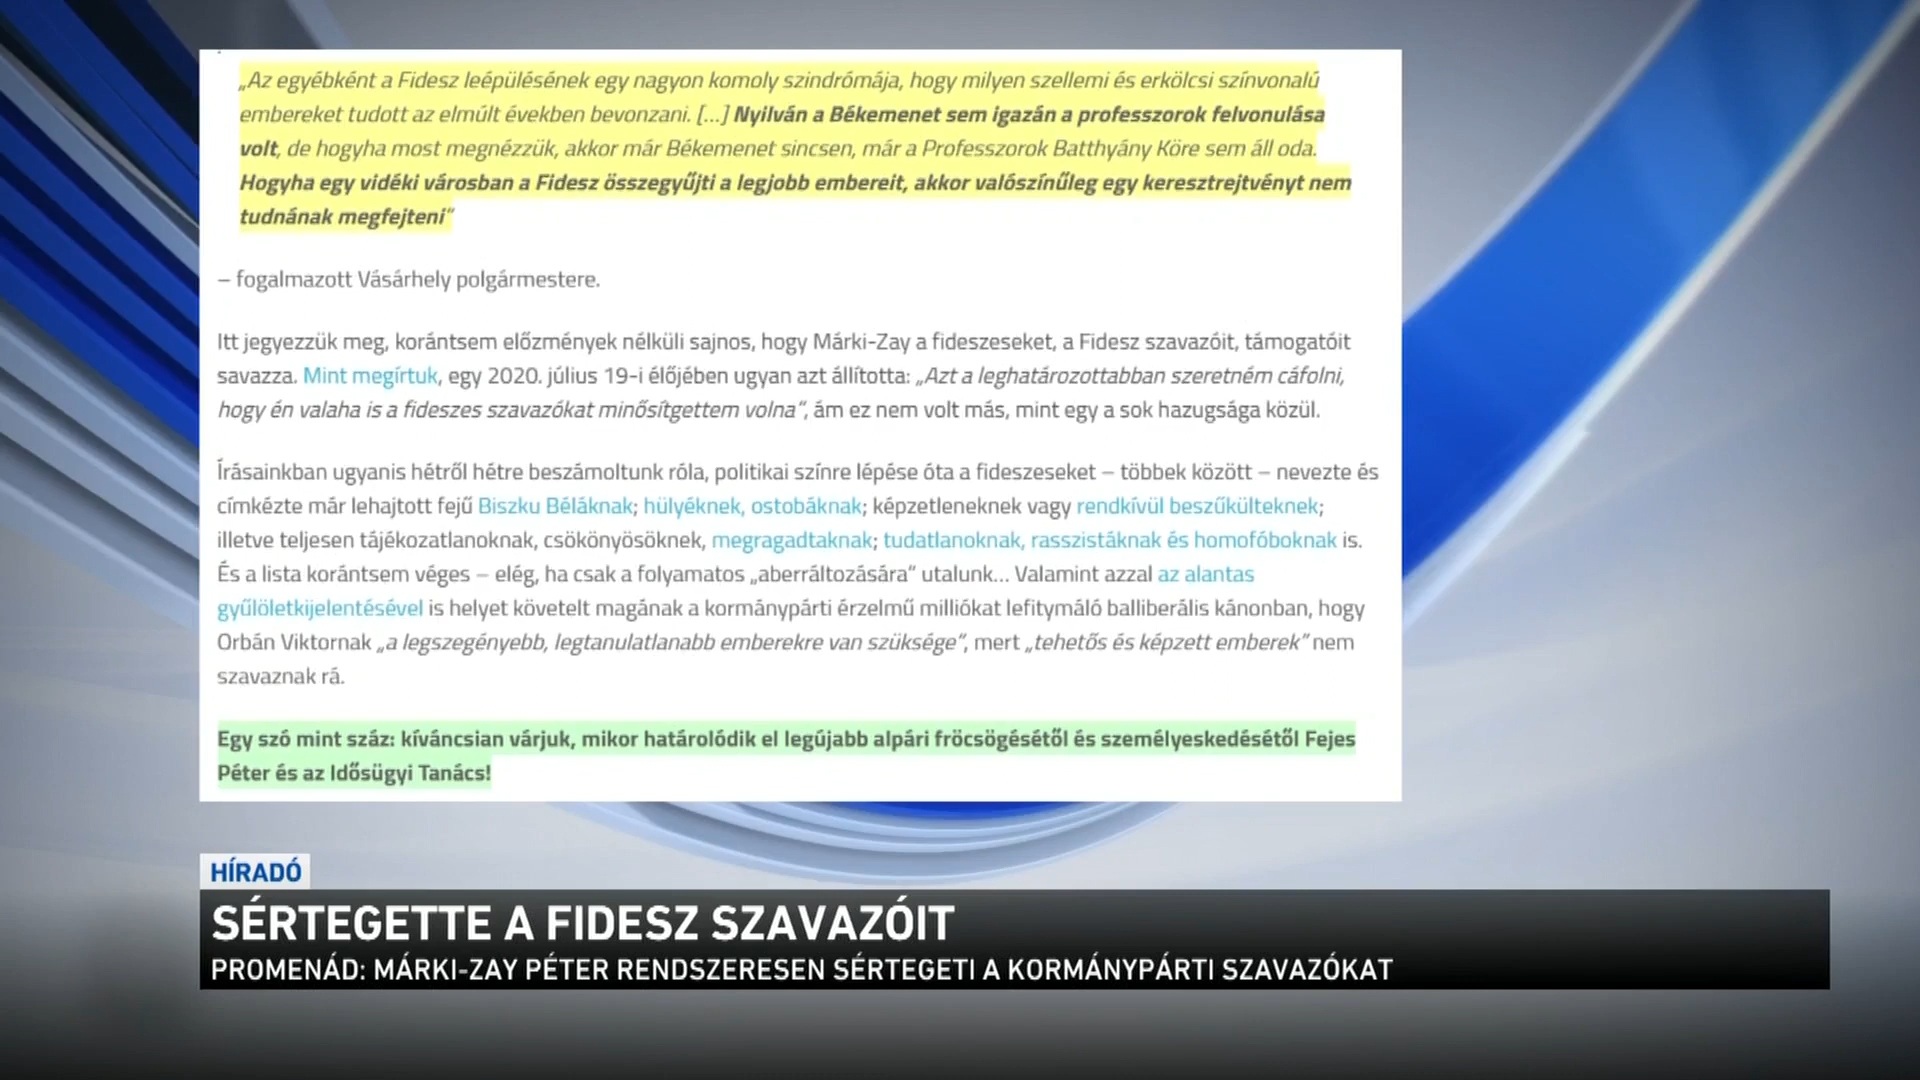 „Az egyébként a Fidesz leépülésének egy nagyon komoly szindrómája, hogy milyen szellemi és erkölcsi színvonalú
embereket tudott az elmúlt években bevonzani. [...] Nyilván a Békemenet sem igazán a professzorok felvonulása
volt, de hogyha most megnézzük, akkor már Békemenet sincsen, már a Professzorok Batthyány Köre sem áll oda.
Hogyha egy vidéki városban a Fidesz összegyűjti a legjobb embereit, akkor valószínűleg egy keresztrejtvényt nem
tudnának megfejteni”
– fogalmazott Vásárhely polgármestere.
Itt jegyezzük meg, korántsem előzmények nélküli sajnos, hogy Márki-Zay a fideszeseket, a Fidesz szavazóit, támogatóit
savazza. Mint megírtuk, egy 2020. július 19-i élőjében ugyan azt állította: „Azt a leghatározottabban szeretném cáfolni,
hogy én valaha is a fideszes szavazókat minősítgettem volna”, ám ez nem volt más, mint egy a sok hazugsága közül.
Írásainkban ugyanis hétről hétre beszámoltunk róla, politikai színre lépése óta a fideszeseket – többek között – nevezte és
címkézte már lehajtott fejű Biszku Béláknak; hülyéknek, ostobáknak; képzetleneknek vagy rendkívül beszűkülteknek;
illetve teljesen tájékozatlanoknak, csökönyösöknek, megragadtaknak; tudatlanoknak, rasszistáknak és homofóboknak is.
És a lista korántsem véges – elég, ha csak a folyamatos „aberráltozására” utalunk... Valamint azzal az alantas
gyűlöletkijelentésével is helyet követelt magának a kormánypárti érzelmű milliókat lefitymáló balliberális kánonban, hogy
Orbán Viktornak „a legszegényebb, legtanulatlanabb emberekre van szüksége”, mert „tehetős és képzett emberek” nem
szavaznak rá.
Egy szó mint száz: kíváncsian várjuk, mikor határolódik el legújabb alpári fröcsögésétől és személyeskedésétől Fejes
Péter és az Idősügyi Tanács!
HÍRADÓ
SÉRTEGETTE A FIDESZ SZAVAZÓIT
PROMENÁD: MÁRKI-ZAY PÉTER RENDSZERESEN SÉRTEGETI A KORMÁNYPÁRTI SZAVAZÓKAT